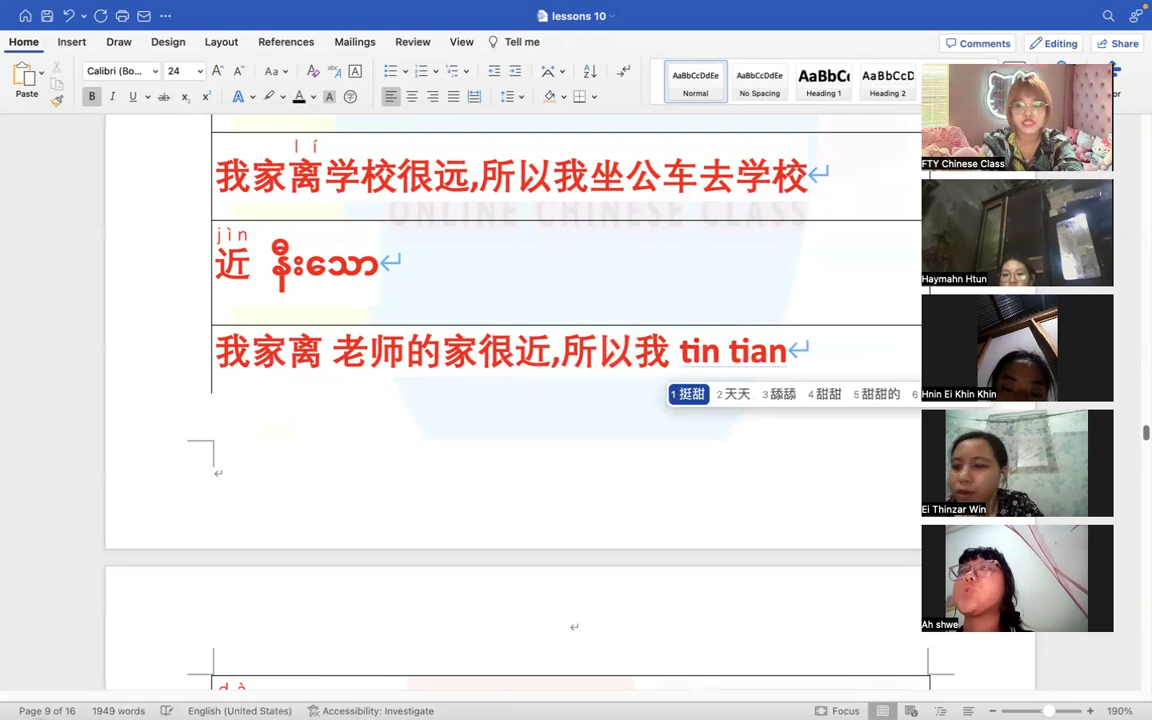 lessons 10
Home Insert Draw Design Layout References Mailings Review View Tell me Comments Editing Share
Paste Calibri (Bo... 24 AaBbCcDdEe Normal AaBbCcDdEe No Spacing AaBbC Heading 1 AaBbCcD Heading 2
FTY Chinese Class
lí
我家离学校很远,所以我坐公车去学校
ONLINE CHINESE CLASS
jìn
近 နီးသော
Haymahn Htun
我家离 老师的家很近,所以我 tin tian
1 挺甜 2 天天 3 舔舔 4 甜甜 5 甜甜的 6
Hnin Ei Khin Khin
Ei Thinzar Win
Ah shwe
dà
Page 9 of 16 1949 words English (United States) Accessibility: Investigate Focus 190%